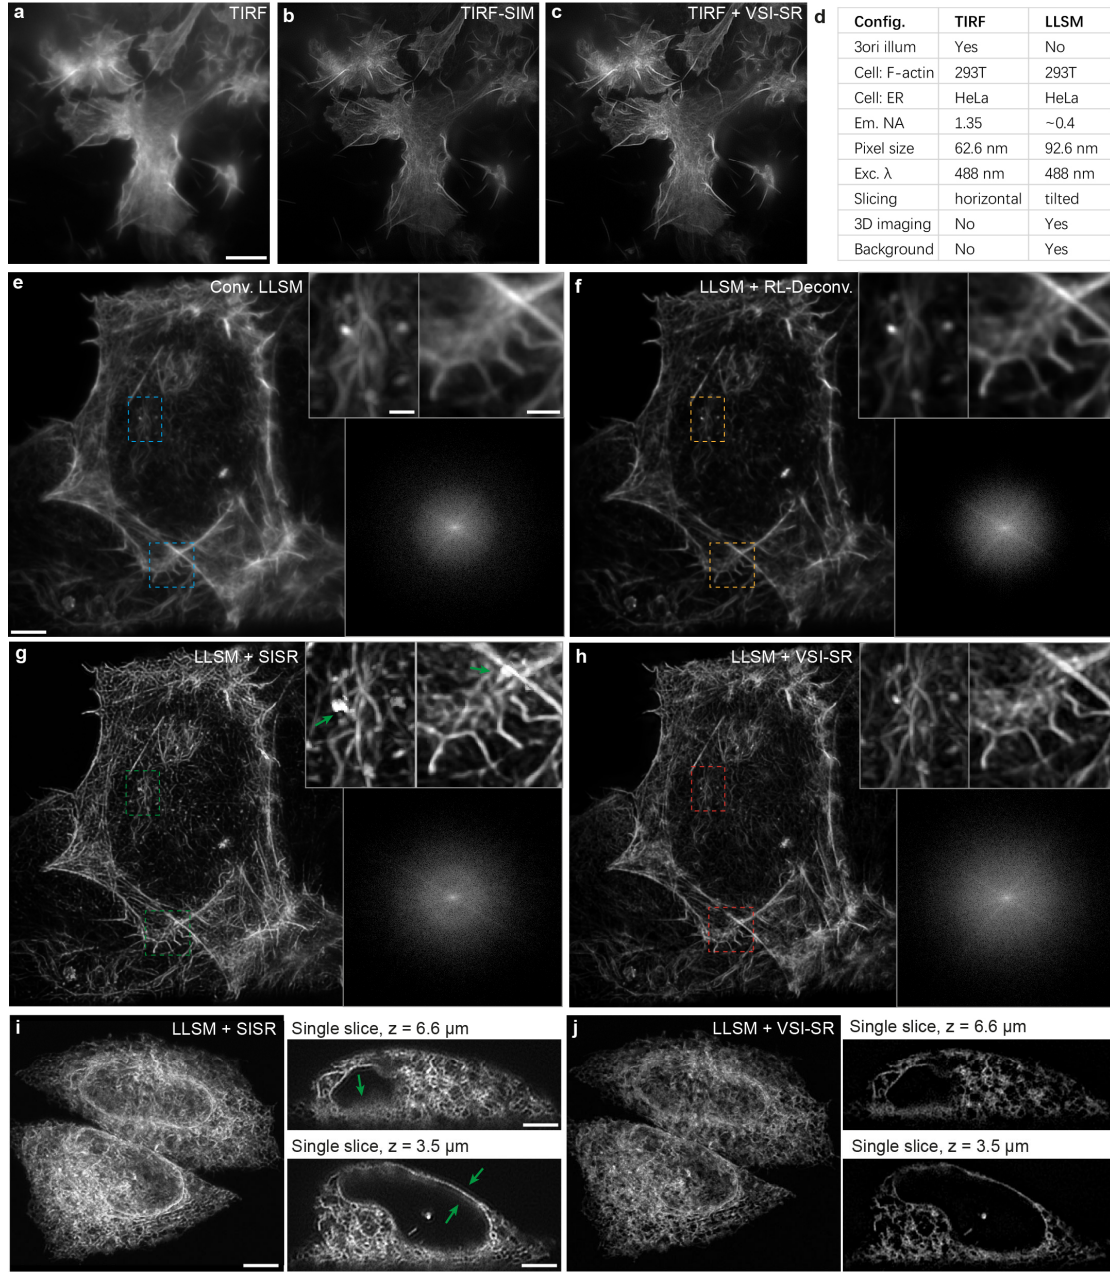 a TIRF
b TIRF-SIM
c TIRF + VSI-SR
d
Config. TIRF LLSM
3ori illum Yes No
Cell: F-actin 293T 293T
Cell: ER HeLa HeLa
Em. NA 1.35 ~0.4
Pixel size 62.6 nm 92.6 nm
Exc. λ 488 nm 488 nm
Slicing horizontal tilted
3D imaging No Yes
Background No Yes
e Conv. LLSM
f LLSM + RL-Deconv.
g LLSM + SISR
h LLSM + VSI-SR
i LLSM + SISR
Single slice, z = 6.6 μm
Single slice, z = 3.5 μm
j LLSM + VSI-SR
Single slice, z = 6.6 μm
Single slice, z = 3.5 μm